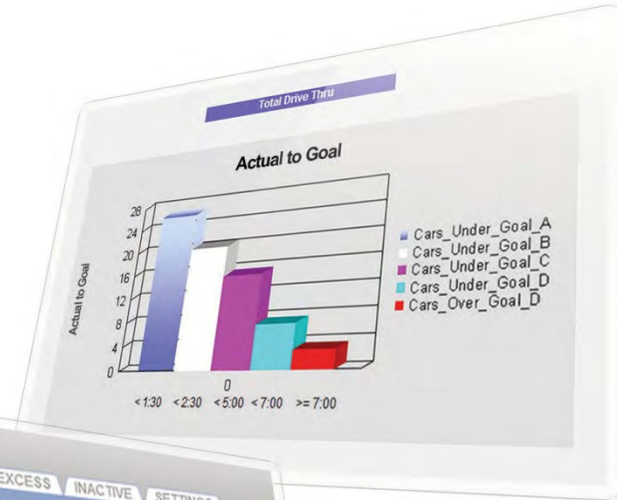 Total Drive Thru
Actual to Goal
Actual to Goal
28
24
20
16
12
8
4
0
0
< 1:30 < 2:30 < 5:00 < 7:00 >= 7:00
Cars_Under_Goal_A
Cars_Under_Goal_B
Cars_Under_Goal_C
Cars_Under_Goal_D
Cars_Over_Goal_D
EXCESS INACTIVE SETTINGS